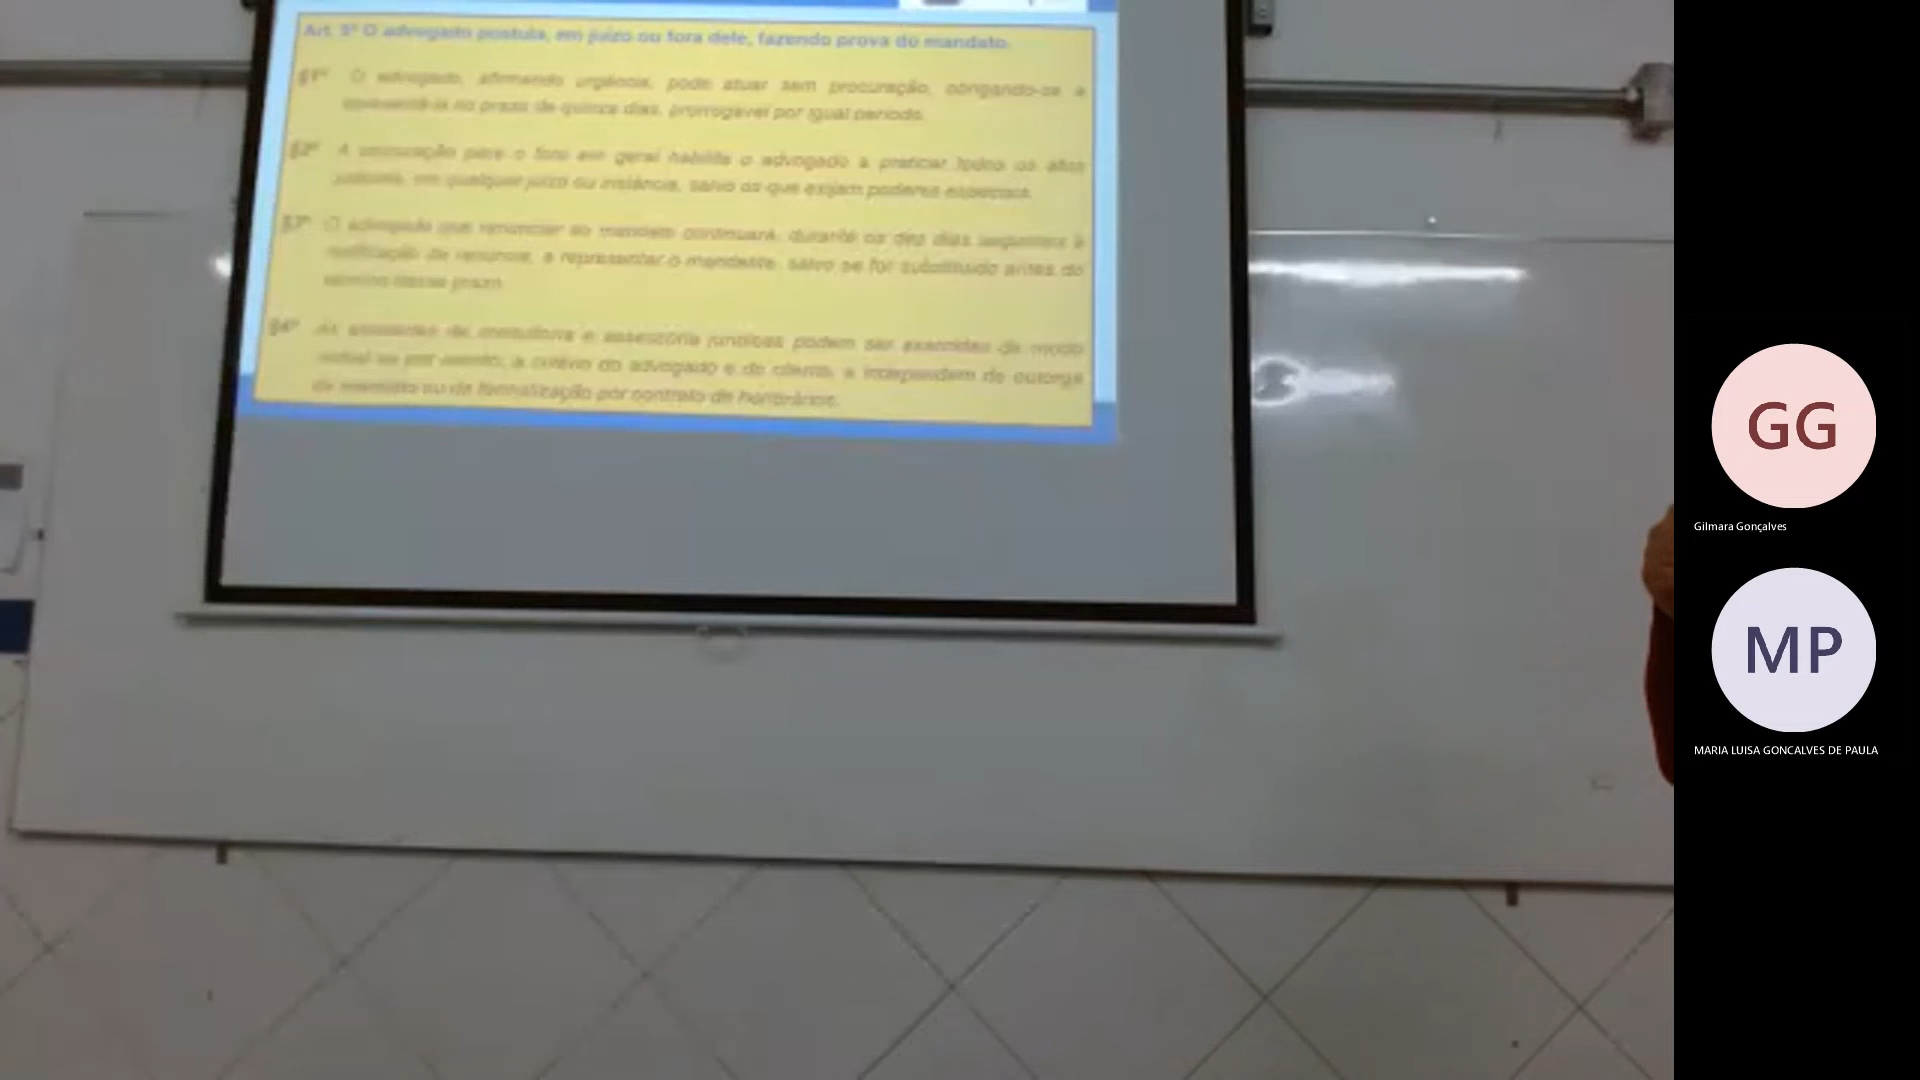 Art. 5º O advogado postula, em juízo ou fora dele, fazendo prova do mandato.
§1º O advogado, afirmando urgência, pode atuar sem procuração, obrigando-se a
apresentá-la no prazo de quinze dias, prorrogável por igual período.
§2º A procuração para o foro em geral habilita o advogado a praticar todos os atos
judiciais, em qualquer juízo ou instância, salvo os que exijam poderes especiais.
§3º O advogado que renunciar ao mandato continuará, durante os dez dias seguintes à
notificação da renúncia, a representar o mandante, salvo se for substituído antes do
término desse prazo.
§4º As atividades de consultoria e assessoria jurídicas podem ser exercidas de modo
verbal ou por escrito, a critério do advogado e do cliente, e independem de outorga
de mandato ou de formalização por contrato de honorários.
GG
Gilmara Gonçalves
MP
MARIA LUISA GONCALVES DE PAULA